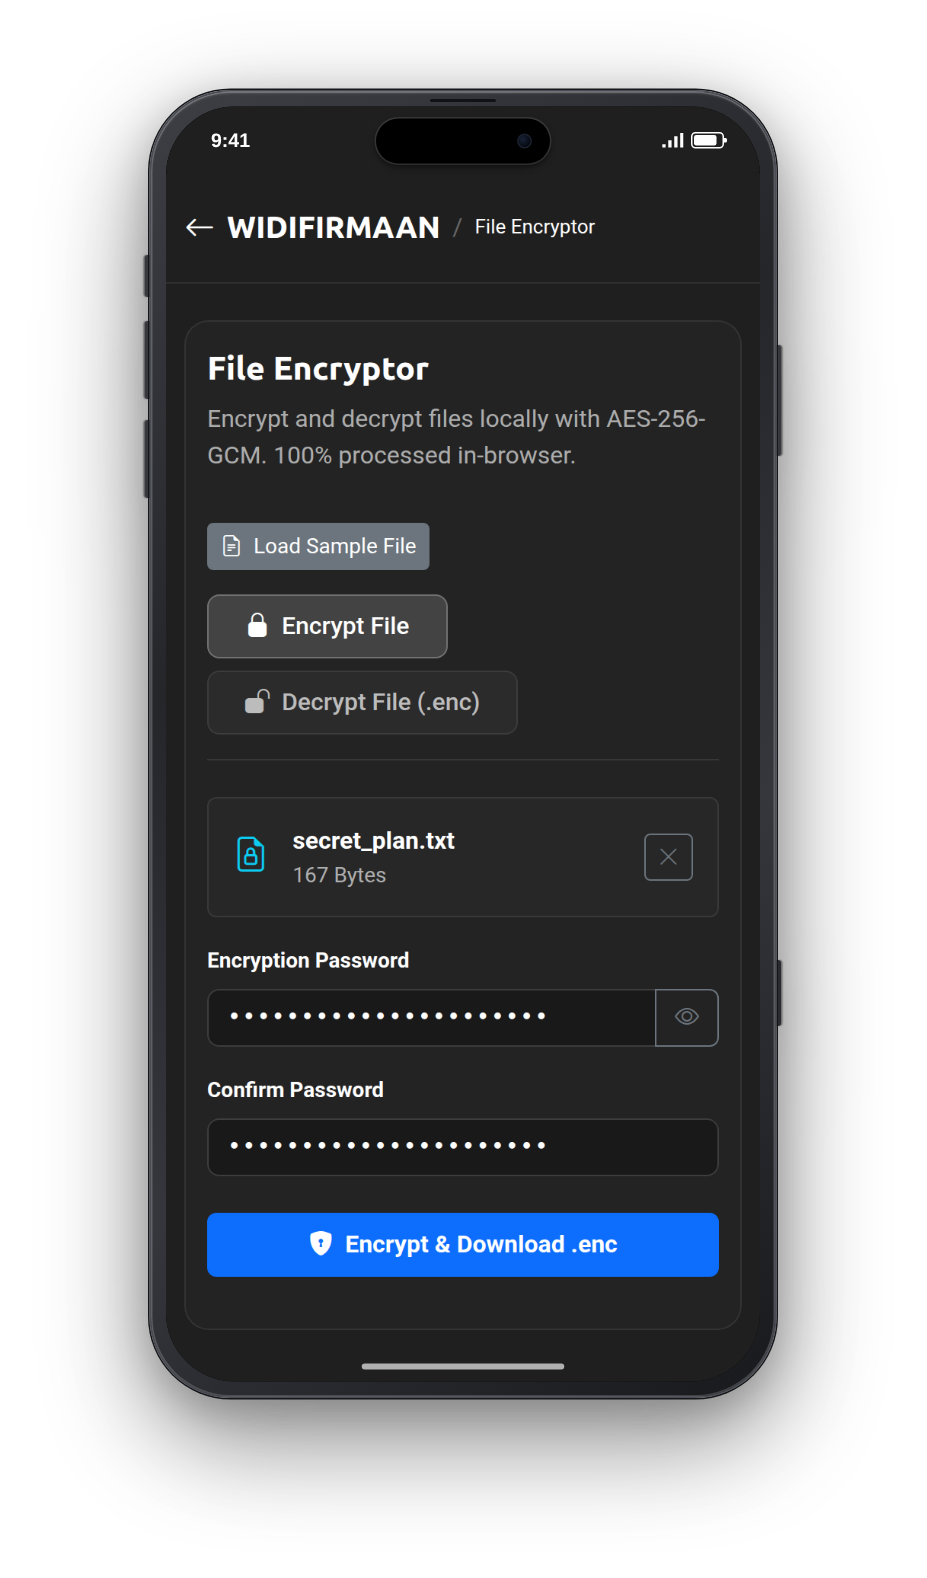 9:41
WIDIFIRMAAN / File Encryptor
File Encryptor
Encrypt and decrypt files locally with AES-256-
GCM. 100% processed in-browser.
Load Sample File
Encrypt File
Decrypt File (.enc)
secret_plan.txt
167 Bytes
Encryption Password
••••••••••••••••••••••
Confirm Password
••••••••••••••••••••••
Encrypt & Download .enc